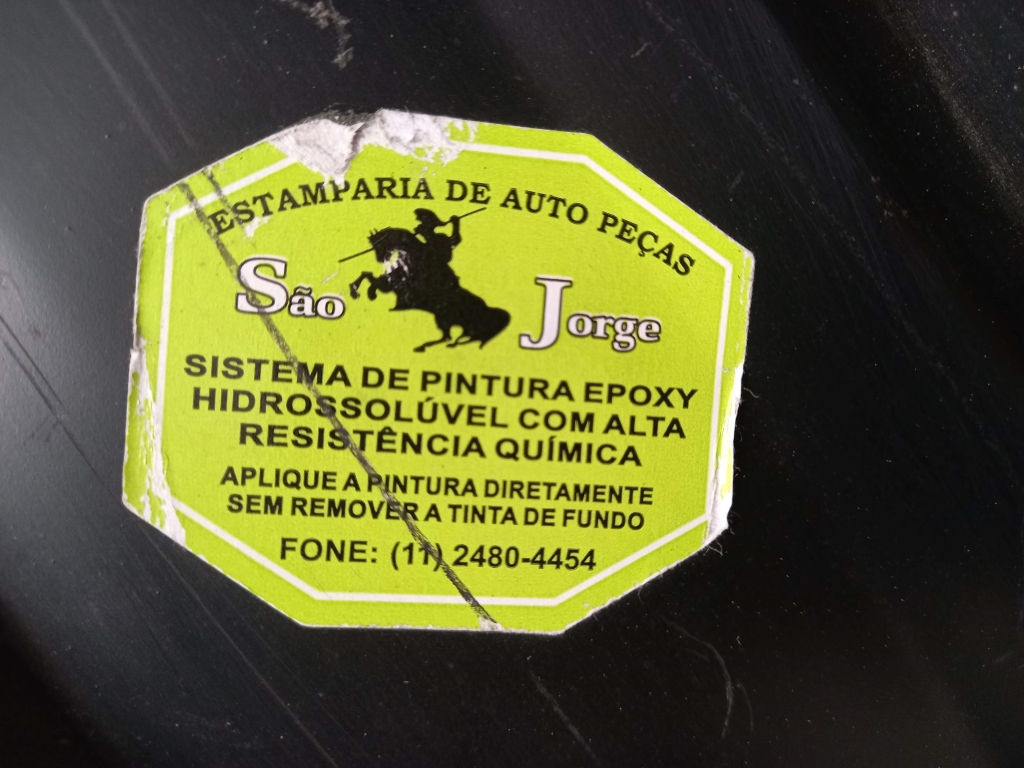 ESTAMPARIA DE AUTO PEÇAS
São Jorge
SISTEMA DE PINTURA EPOXY
HIDROSSOLÚVEL COM ALTA
RESISTÊNCIA QUÍMICA
APLIQUE A PINTURA DIRETAMENTE
SEM REMOVER A TINTA DE FUNDO
FONE: (11) 2480-4454